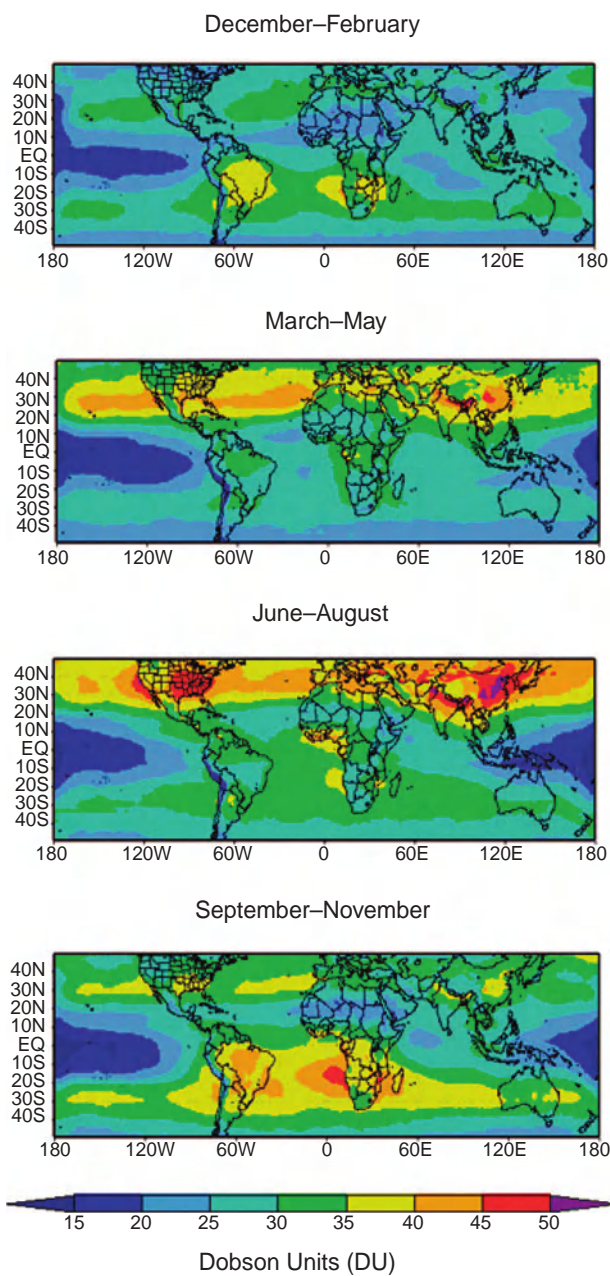 December–February
40N
30N
20N
10N
EQ
10S
20S
30S
40S
180 120W 60W 0 60E 120E 180
March–May
40N
30N
20N
10N
EQ
10S
20S
30S
40S
180 120W 60W 0 60E 120E 180
June–August
40N
30N
20N
10N
EQ
10S
20S
30S
40S
180 120W 60W 0 60E 120E 180
September–November
40N
30N
20N
10N
EQ
10S
20S
30S
40S
180 120W 60W 0 60E 120E 180
15 20 25 30 35 40 45 50
Dobson Units (DU)